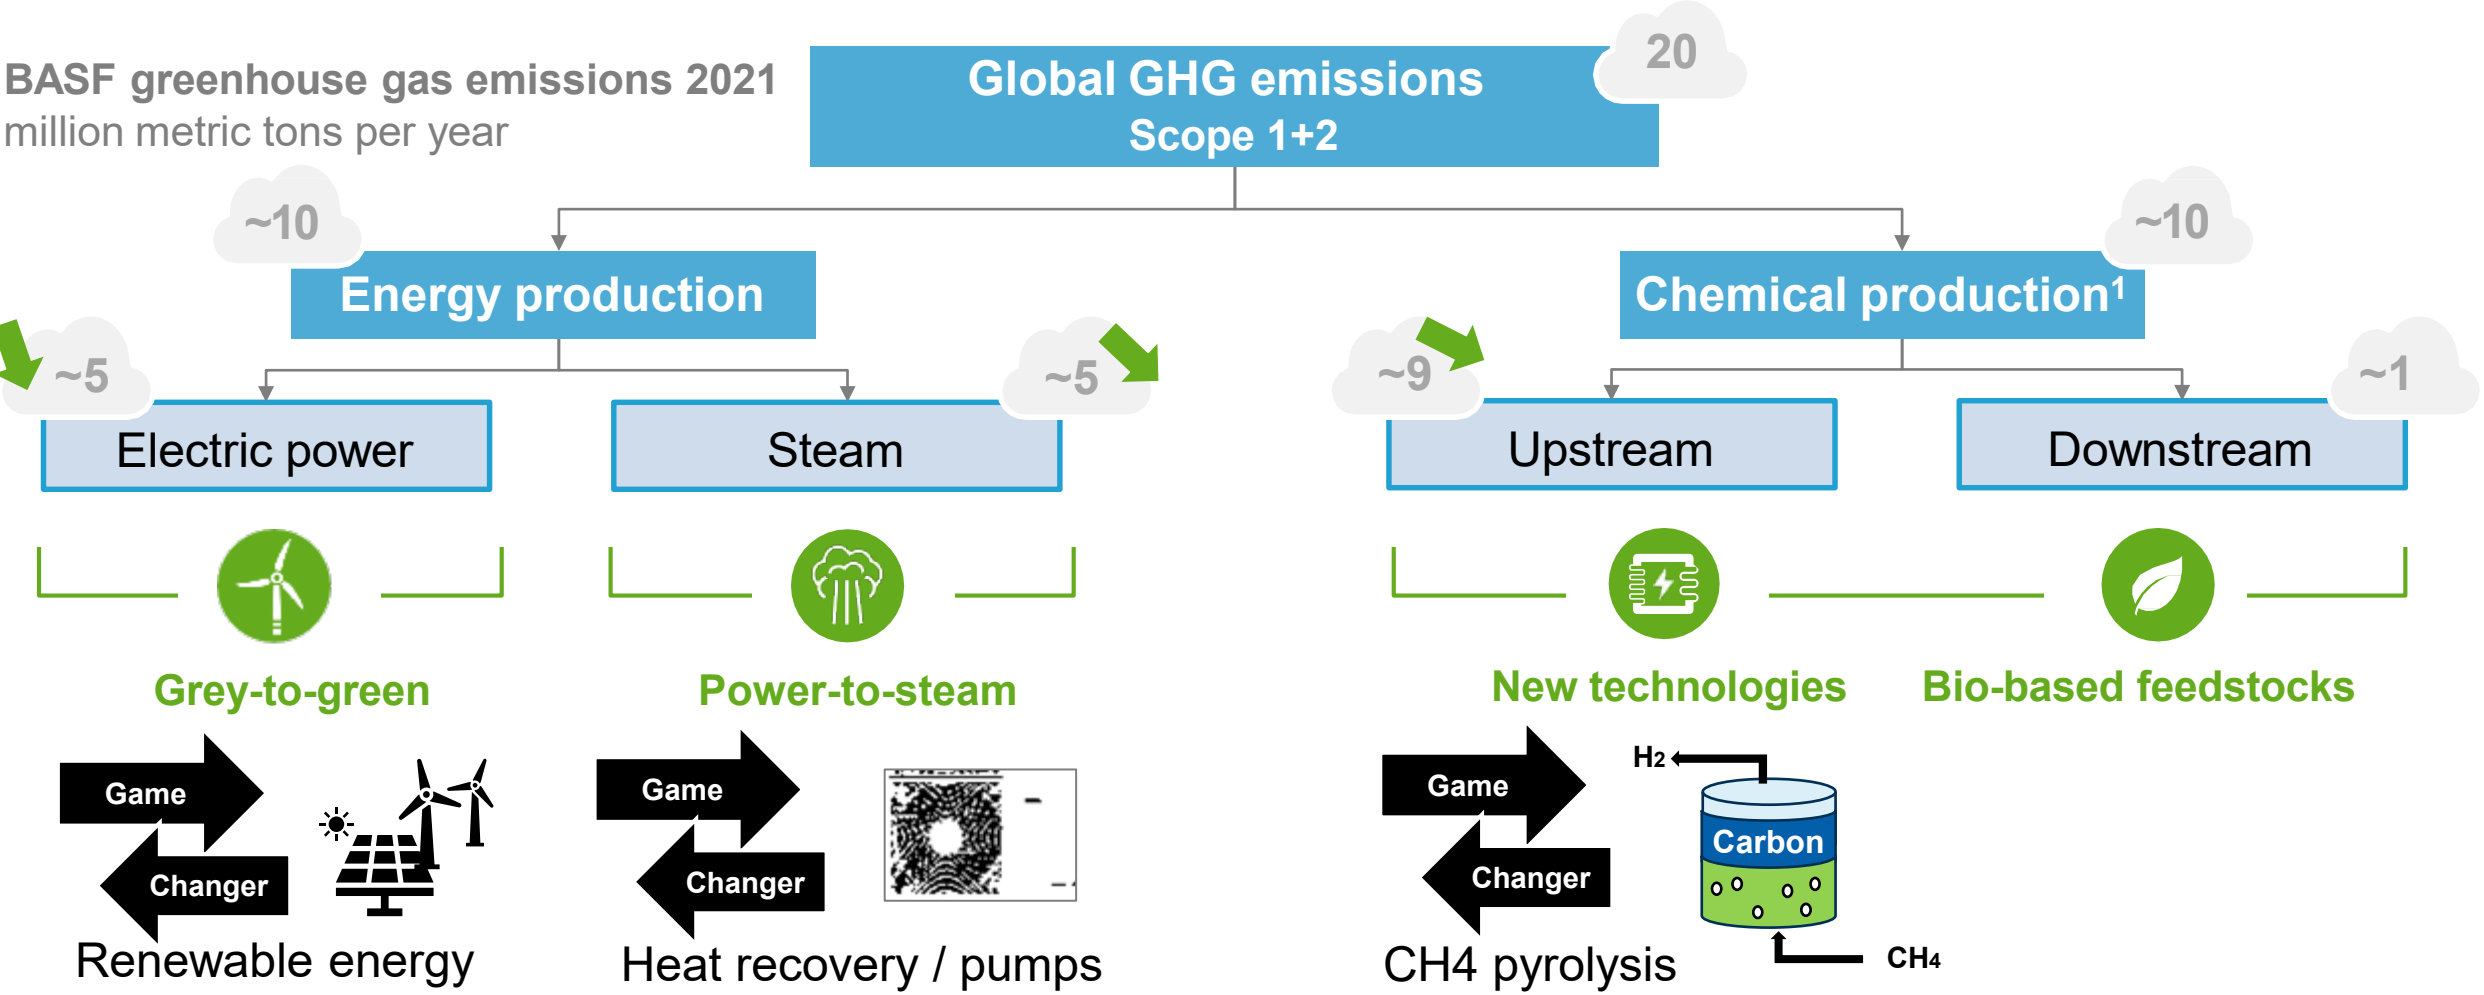 BASF greenhouse gas emissions 2021
million metric tons per year
Global GHG emissions
Scope 1+2
20
~10
Energy production
~10
Chemical production¹
~5
Electric power
~5
Steam
~9
Upstream
~1
Downstream
Grey-to-green
Power-to-steam
New technologies
Bio-based feedstocks
Game
Changer
Renewable energy
Game
Changer
Heat recovery / pumps
Game
Changer
CH4 pyrolysis
H2
Carbon
CH4